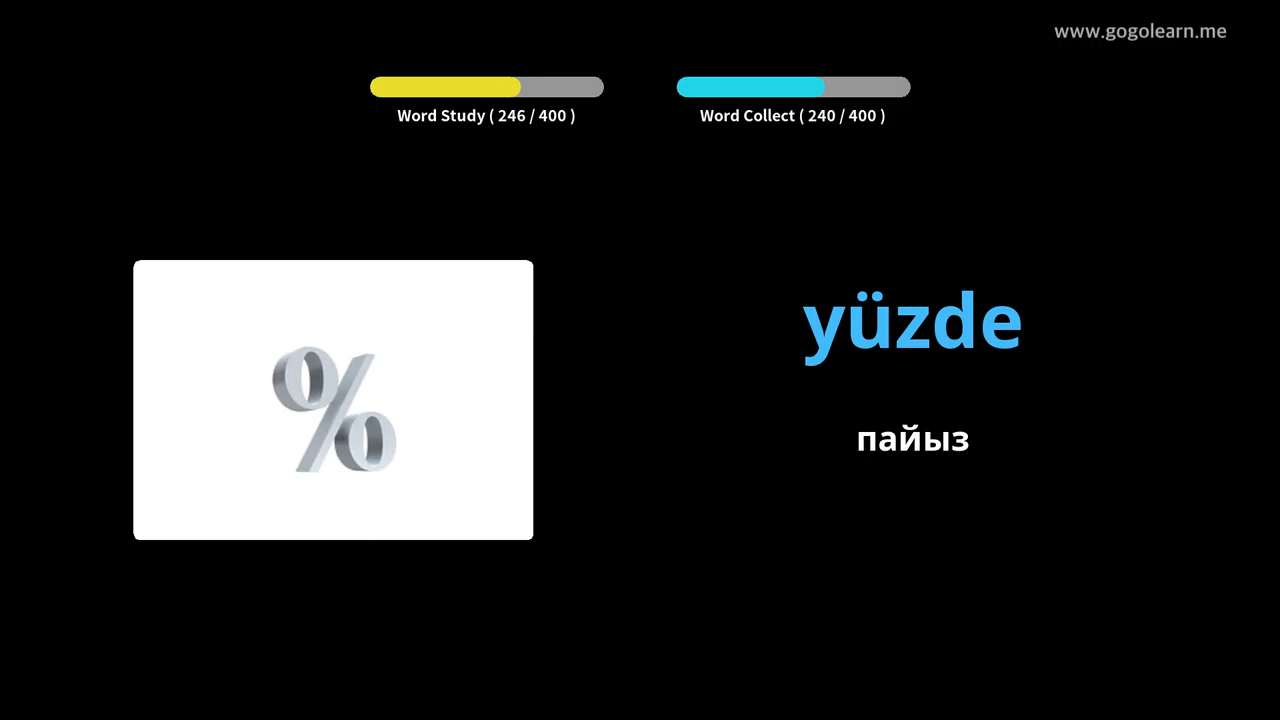 www.gogolearn.me
Word Study ( 246 / 400 )
Word Collect ( 240 / 400 )
%
yüzde
пайыз